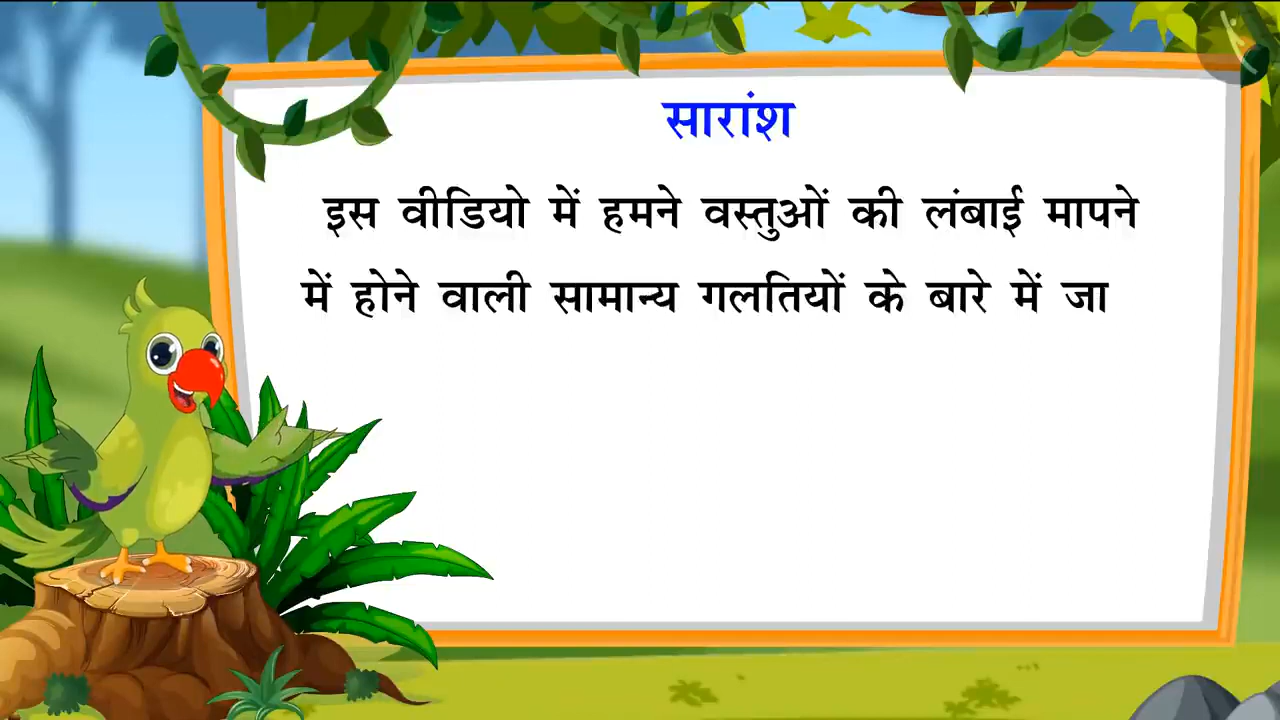 सारांश
इस वीडियो में हमने वस्तुओं की लंबाई मापने
में होने वाली सामान्य गलतियों के बारे में जा